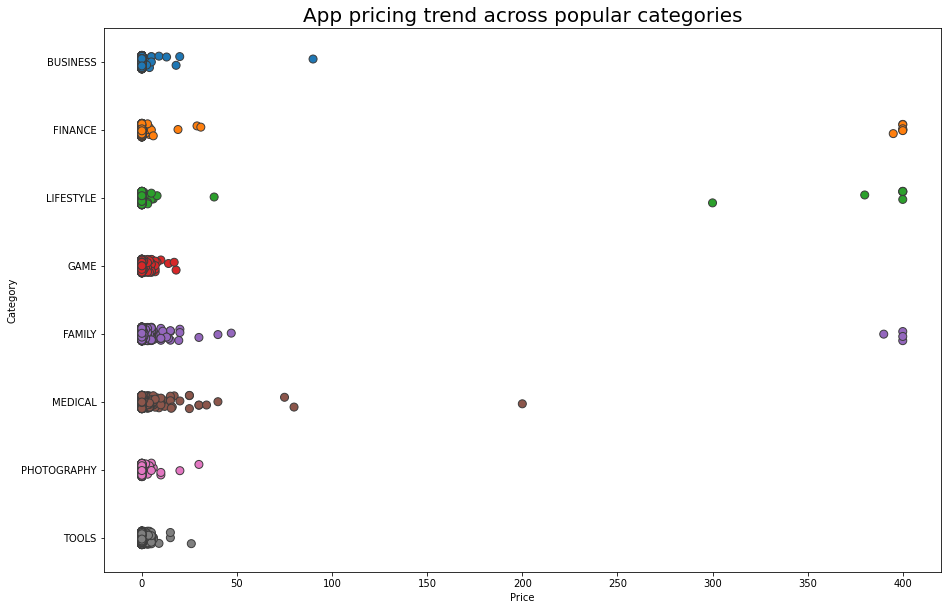 App pricing trend across popular categories
Category
BUSINESS
FINANCE
LIFESTYLE
GAME
FAMILY
MEDICAL
PHOTOGRAPHY
TOOLS
0 50 100 150 200 250 300 350 400
Price